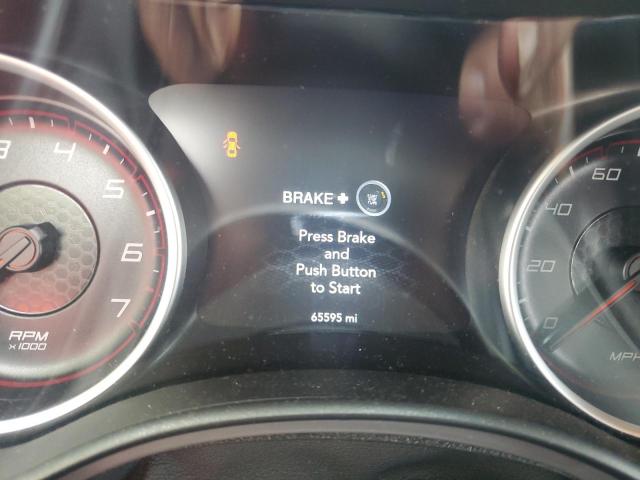 3 4 5 6 7
RPM
x1000
BRAKE +
Press Brake
and
Push Button
to Start
65595 mi
60
40
20
0
MPH